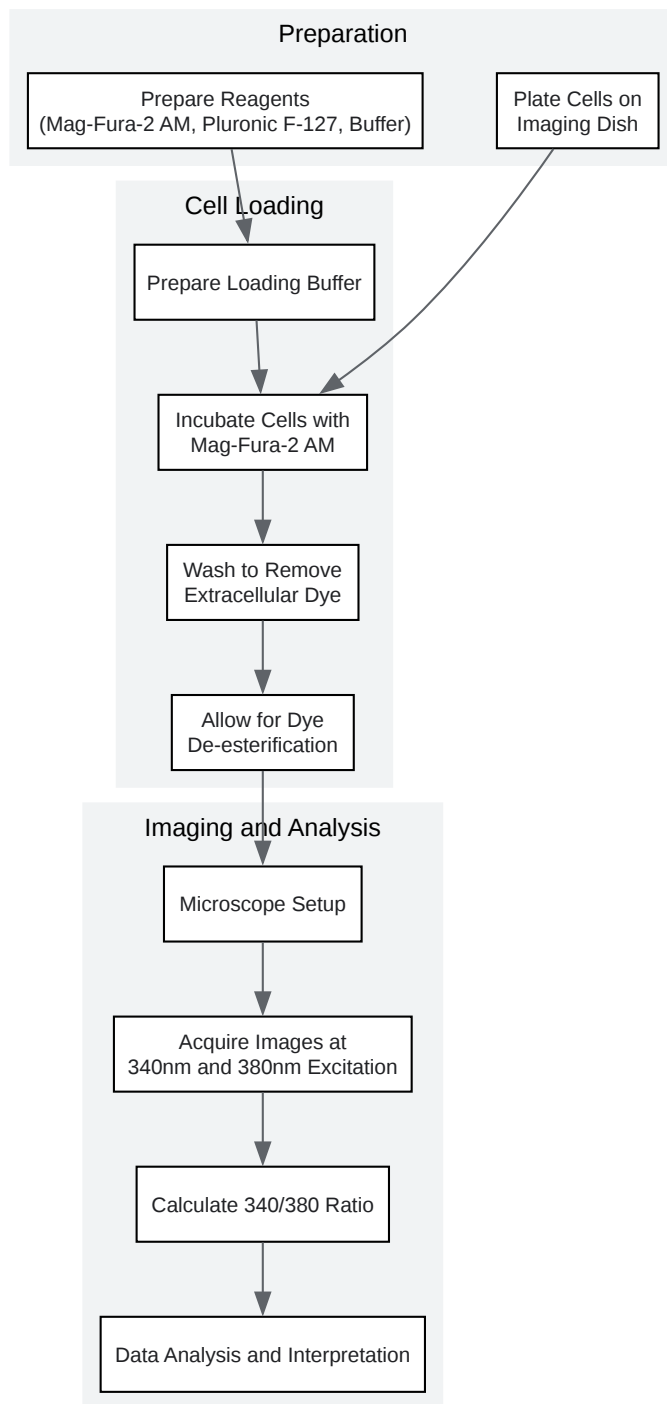 Preparation
Prepare Reagents
(Mag-Fura-2 AM, Pluronic F-127, Buffer)
Plate Cells on
Imaging Dish
Cell Loading
Prepare Loading Buffer
Incubate Cells with
Mag-Fura-2 AM
Wash to Remove
Extracellular Dye
Allow for Dye
De-esterification
Imaging and Analysis
Microscope Setup
Acquire Images at
340nm and 380nm Excitation
Calculate 340/380 Ratio
Data Analysis and Interpretation